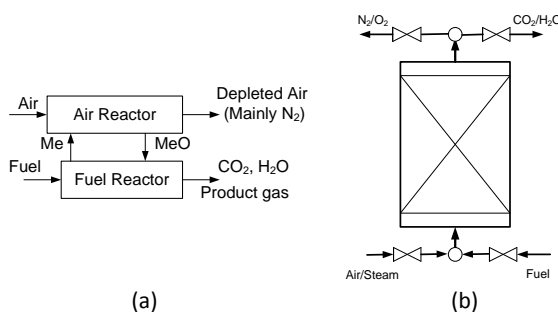 Air
Air Reactor
Depleted Air
(Mainly N₂)
Me
MeO
Fuel
Fuel Reactor
CO₂, H₂O
Product gas
(a)
N₂/O₂
CO₂/H₂O
Air/Steam
Fuel
(b)